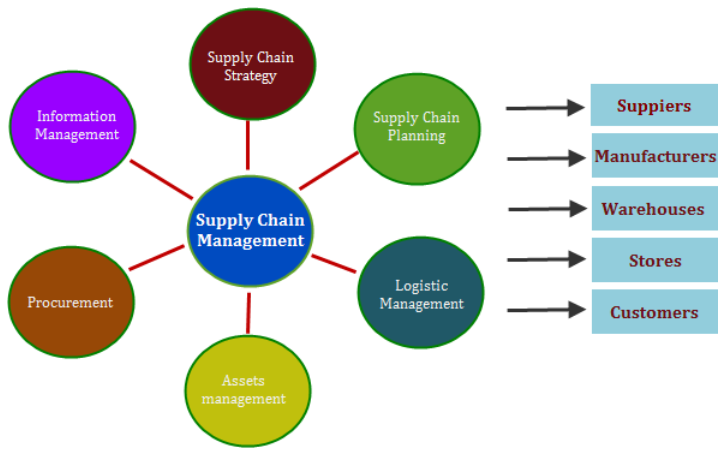 Supply Chain
Strategy
Information
Management
Supply Chain
Planning
Supply Chain
Management
Procurement
Logistic
Management
Assets
management
Suppiers
Manufacturers
Warehouses
Stores
Customers